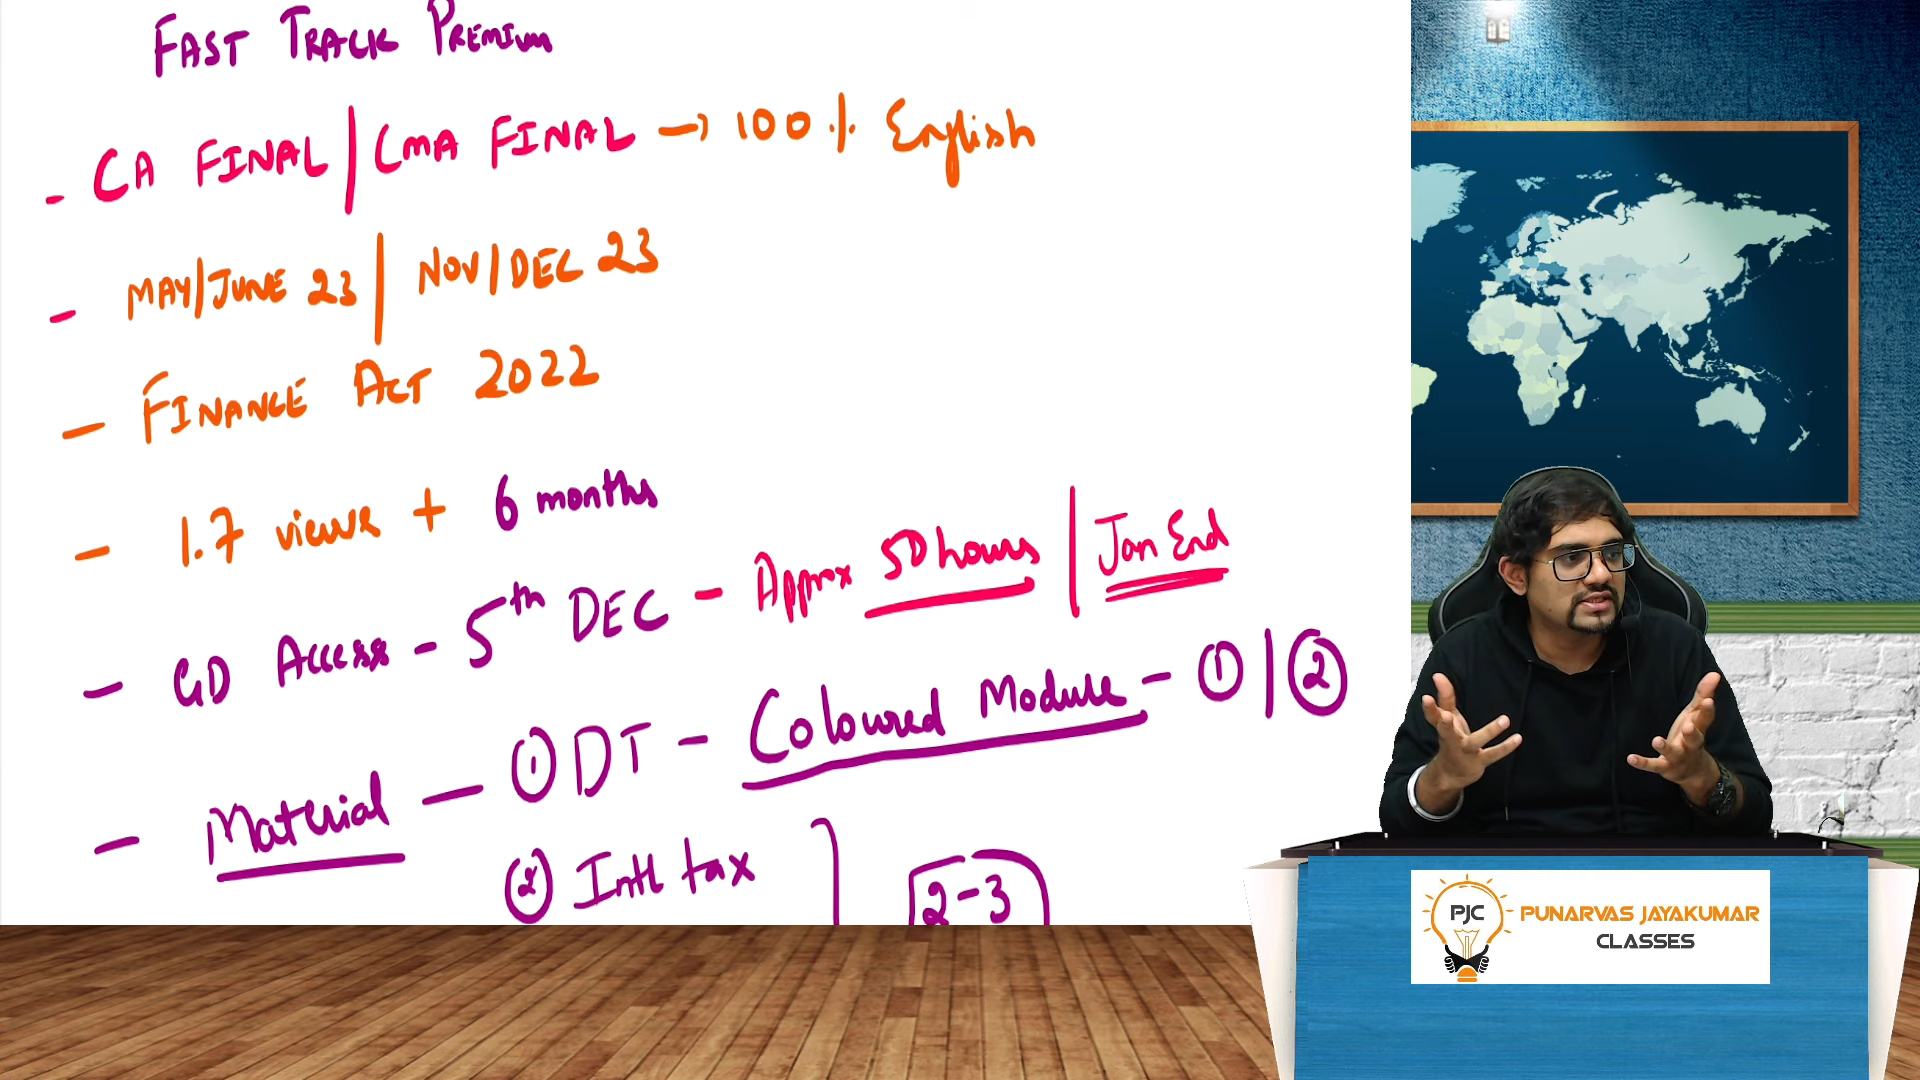 FAST TRACK PREMIUM
- CA FINAL | CMA FINAL → 100 % English
- MAY/JUNE 23 | NOV/DEC 23
- FINANCE ACT 2022
- 1.7 views + 6 months
- GD Access - 5th DEC - Approx 50 hours | Jan End
- Material - ① DT - Coloured Module - ① | ②
② Intl tax ] 2-3
PJC PUNARVAS JAYAKUMAR
CLASSES